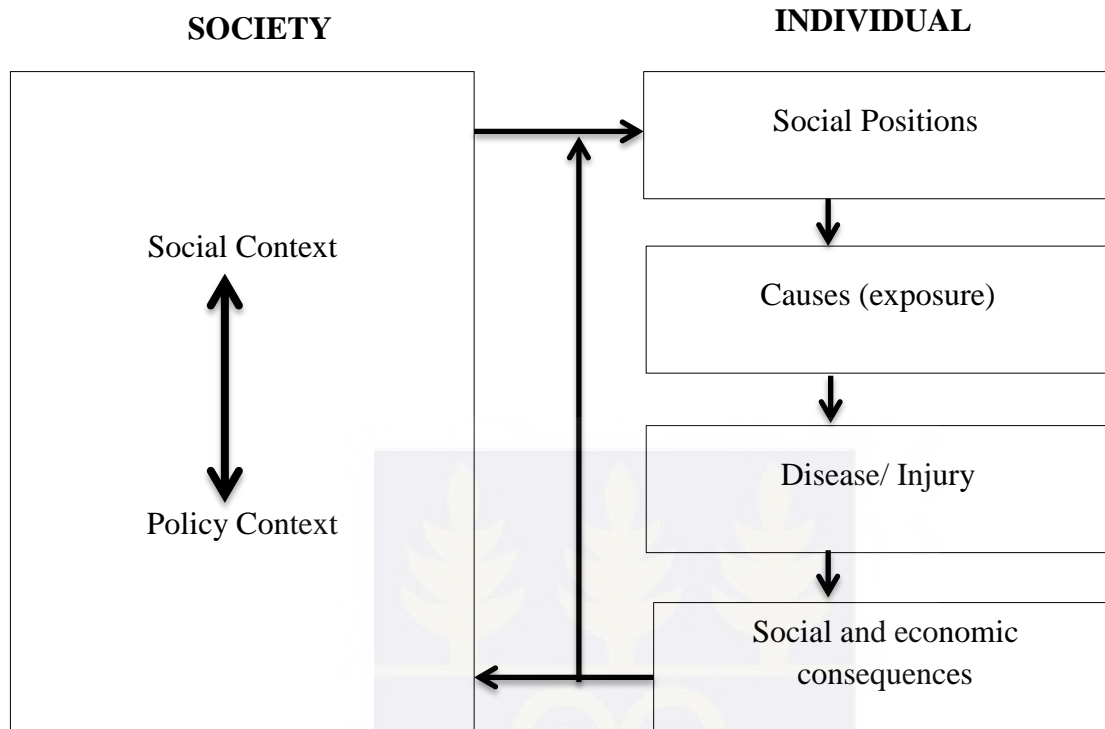 SOCIETY
INDIVIDUAL
Social Positions
Social Context
Causes (exposure)
Policy Context
Disease/ Injury
Social and economic
consequences